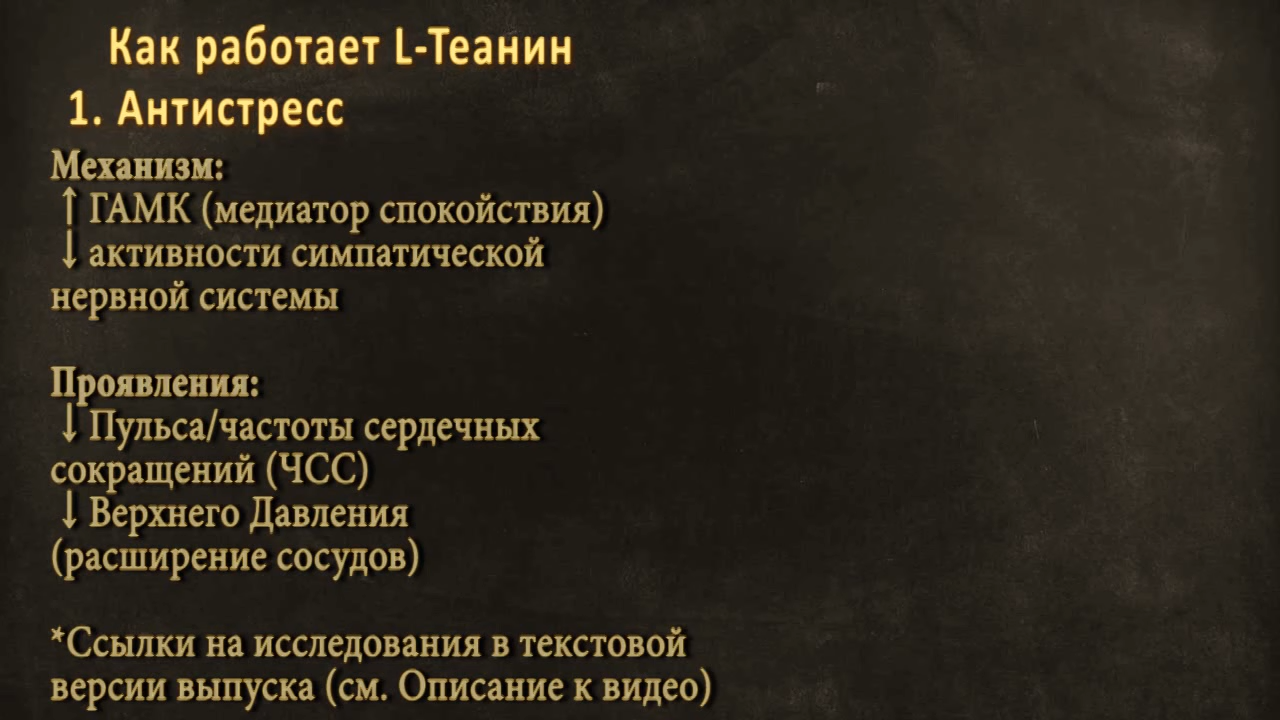 Как работает L-Теанин
1. Антистресс
Механизм:
↑ ГАМК (медиатор спокойствия)
↓ активности симпатической
нервной системы
Проявления:
↓ Пульса/частоты сердечных
сокращений (ЧСС)
↓ Верхнего Давления
(расширение сосудов)
*Ссылки на исследования в текстовой
версии выпуска (см. Описание к видео)